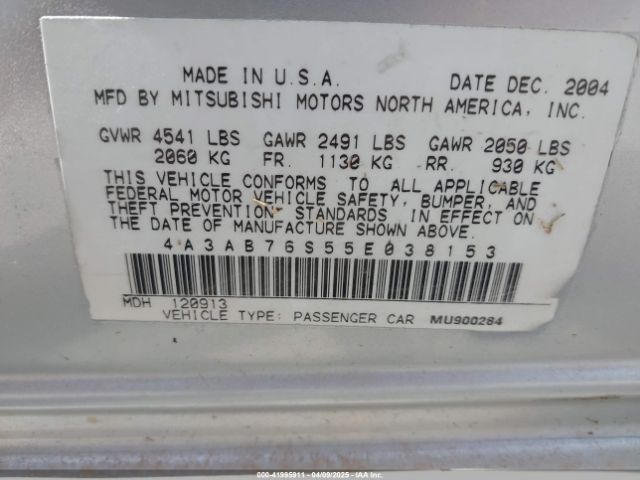 MADE IN U.S.A. DATE DEC. 2004
MFD BY MITSUBISHI MOTORS NORTH AMERICA, INC.
GVWR 4541 LBS GAWR 2491 LBS GAWR 2050 LBS
2060 KG FR. 1130 KG RR. 930 KG
THIS VEHICLE CONFORMS TO ALL APPLICABLE
FEDERAL MOTOR VEHICLE SAFETY, BUMPER, AND
THEFT PREVENTION STANDARDS IN EFFECT ON
THE DATE OF MANUFACTURE SHOWN ABOVE.
4A3AB76S55E038153
MDH 120913
VEHICLE TYPE: PASSENGER CAR MU900284
000-41995911 - 04/09/2025 - IAA Inc.